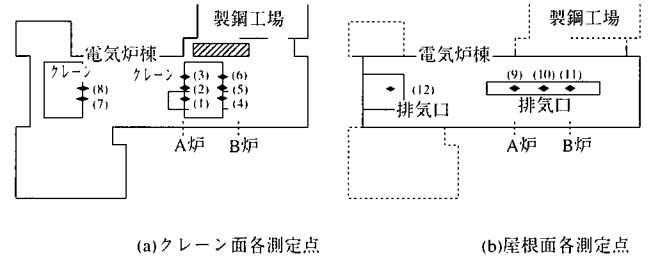 製鋼工場
電気炉棟
クレーン
クレーン
(3) (6)
(8) (2) (5)
(7) (1) (4)
A炉 B炉
(a)クレーン面各測定点
製鋼工場
電気炉棟
(9) (10) (11)
(12)
排気口
排気口
A炉 B炉
(b)屋根面各測定点